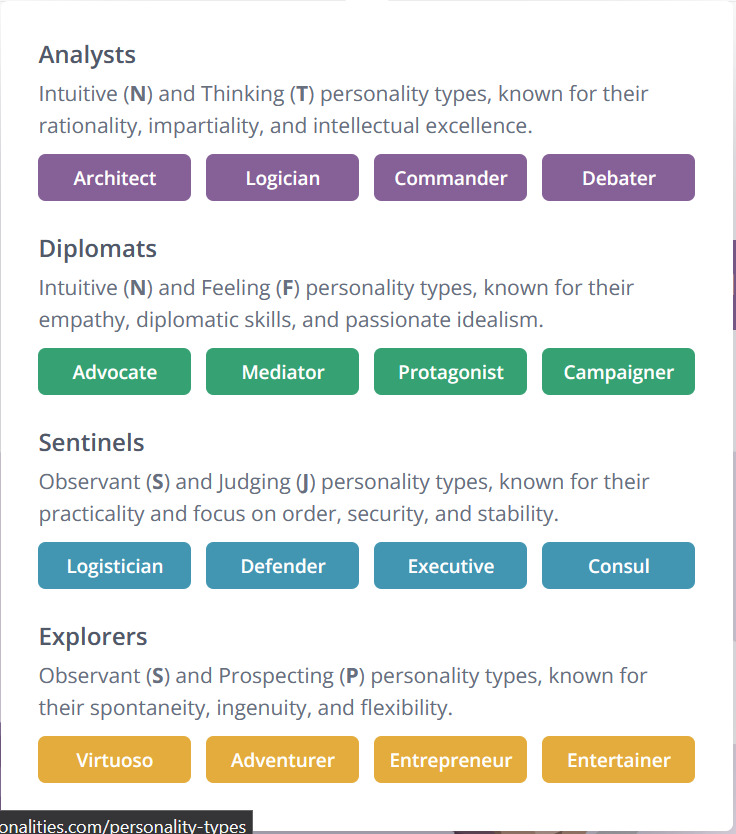 Analysts
Intuitive (N) and Thinking (T) personality types, known for their
rationality, impartiality, and intellectual excellence.
Architect Logician Commander Debater
Diplomats
Intuitive (N) and Feeling (F) personality types, known for their
empathy, diplomatic skills, and passionate idealism.
Advocate Mediator Protagonist Campaigner
Sentinels
Observant (S) and Judging (J) personality types, known for their
practicality and focus on order, security, and stability.
Logistician Defender Executive Consul
Explorers
Observant (S) and Prospecting (P) personality types, known for
their spontaneity, ingenuity, and flexibility.
Virtuoso Adventurer Entrepreneur Entertainer
onalities.com/personality-types